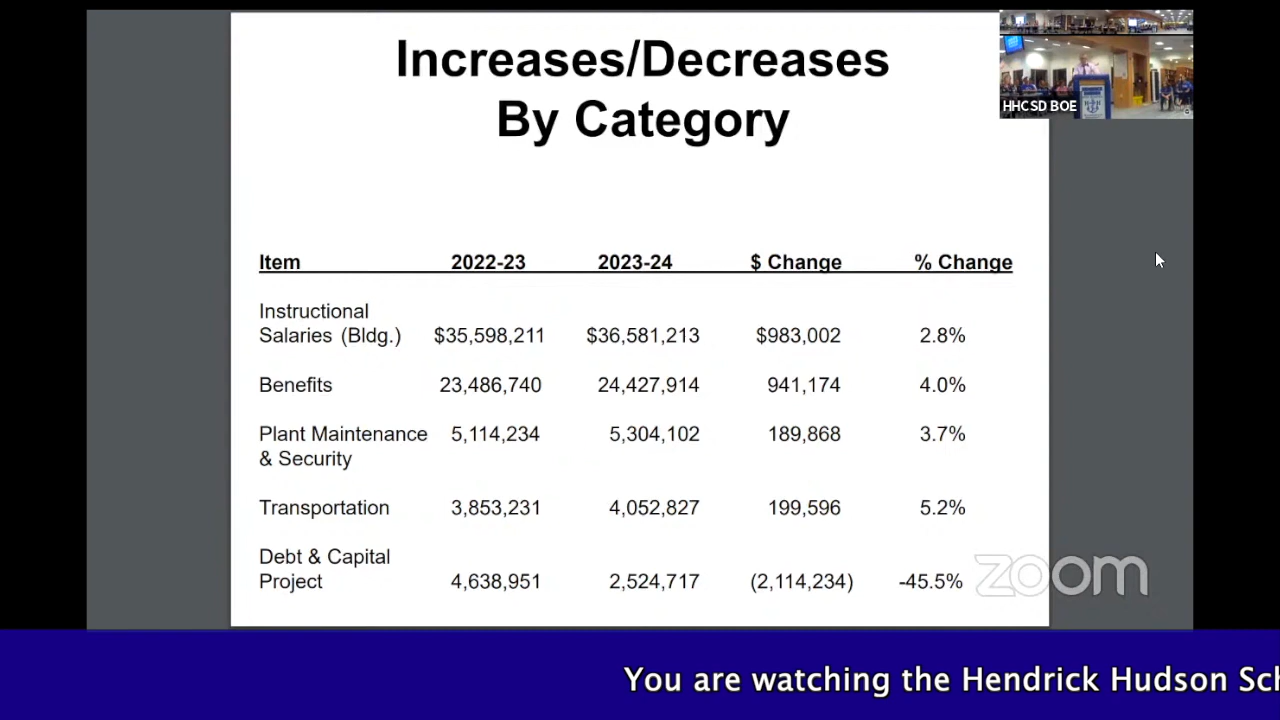 Increases/Decreases
By Category
HHCSD BOE
Item 2022-23 2023-24 $ Change % Change
Instructional
Salaries (Bldg.) $35,598,211 $36,581,213 $983,002 2.8%
Benefits 23,486,740 24,427,914 941,174 4.0%
Plant Maintenance 5,114,234 5,304,102 189,868 3.7%
& Security
Transportation 3,853,231 4,052,827 199,596 5.2%
Debt & Capital
Project 4,638,951 2,524,717 (2,114,234) -45.5%
zoom
You are watching the Hendrick Hudson Sch